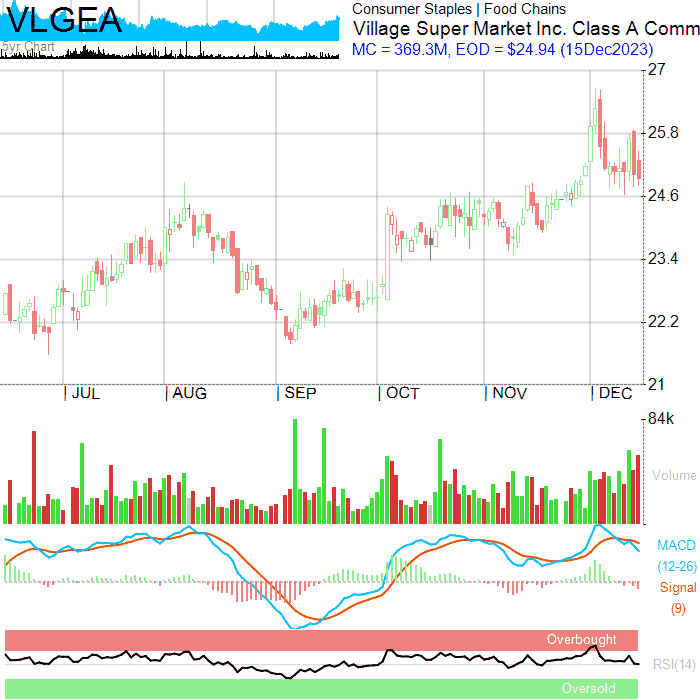 VLGEA
5yr Chart
Consumer Staples | Food Chains
Village Super Market Inc. Class A Comm
MC = 369.3M, EOD = $24.94 (15Dec2023)
27
25.8
24.6
23.4
22.2
21
JUL
AUG
SEP
OCT
NOV
DEC
84k
Volume
MACD
(12-26)
Signal
(9)
Overbought
RSI(14)
Oversold